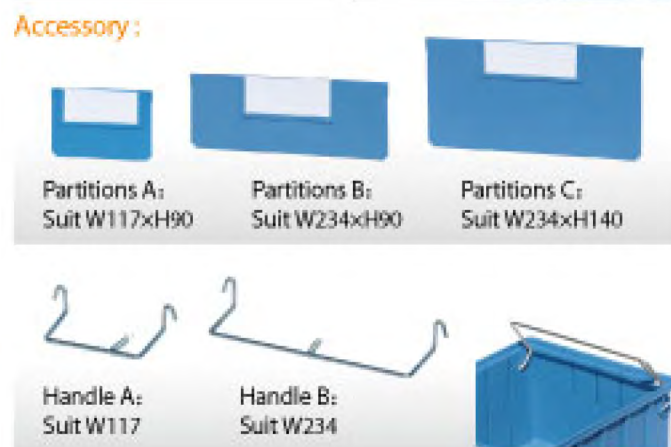 Accessory :
Partitions A:
Suit W117×H90
Partitions B:
Suit W234×H90
Partitions C:
Suit W234×H140
Handle A:
Suit W117
Handle B:
Suit W234